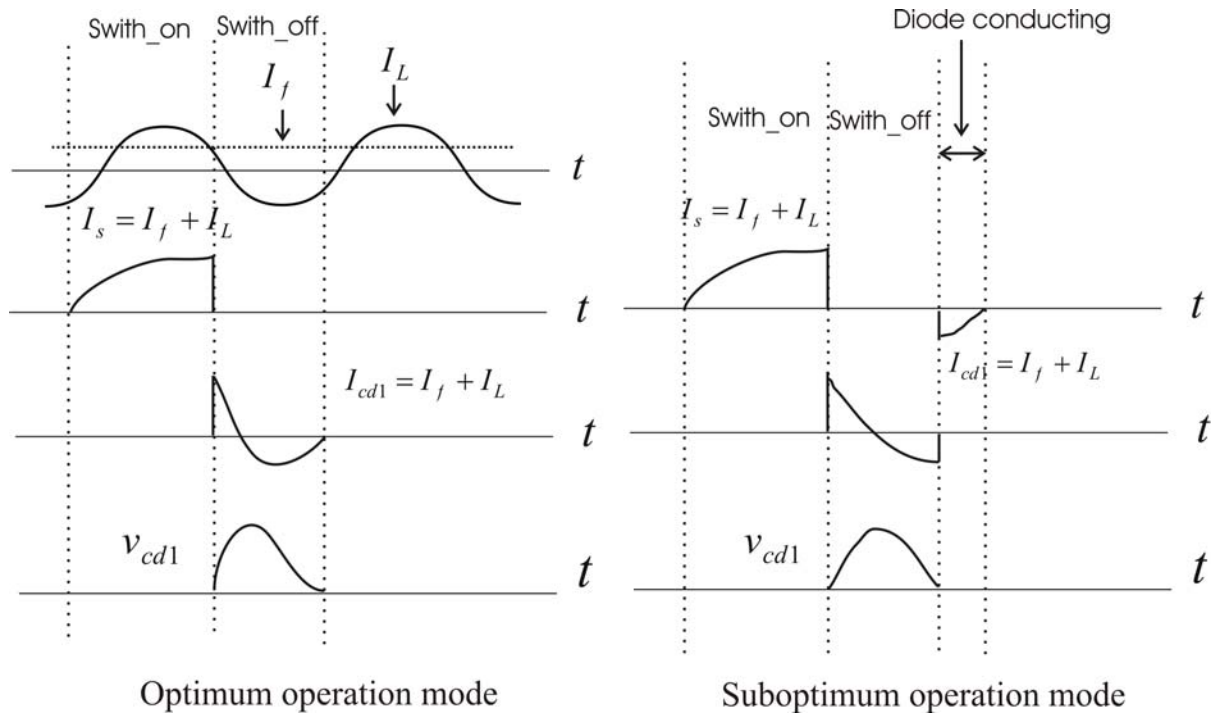 Swith_on
Swith_off
I_f
I_L
t
I_s = I_f + I_L
t
I_cd1 = I_f + I_L
t
v_cd1
t
Optimum operation mode
Diode conducting
Swith_on
Swith_off
I_s = I_f + I_L
t
I_cd1 = I_f + I_L
t
v_cd1
t
Suboptimum operation mode